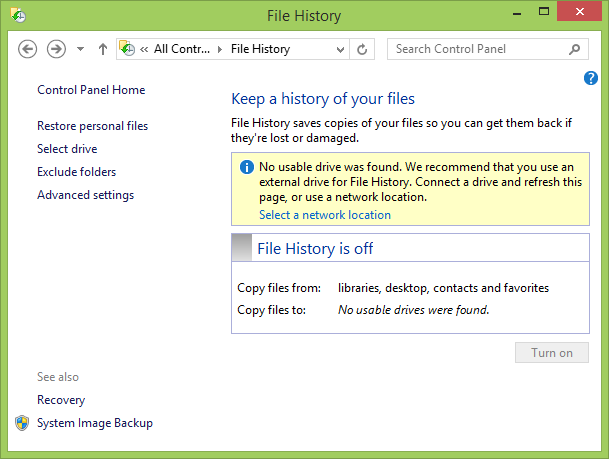 File History
« All Contr... File History
Search Control Panel
Control Panel Home
Restore personal files
Select drive
Exclude folders
Advanced settings
Keep a history of your files
File History saves copies of your files so you can get them back if
they're lost or damaged.
No usable drive was found. We recommend that you use an
external drive for File History. Connect a drive and refresh this
page, or use a network location.
Select a network location
File History is off
Copy files from: libraries, desktop, contacts and favorites
Copy files to: No usable drives were found.
Turn on
See also
Recovery
System Image Backup